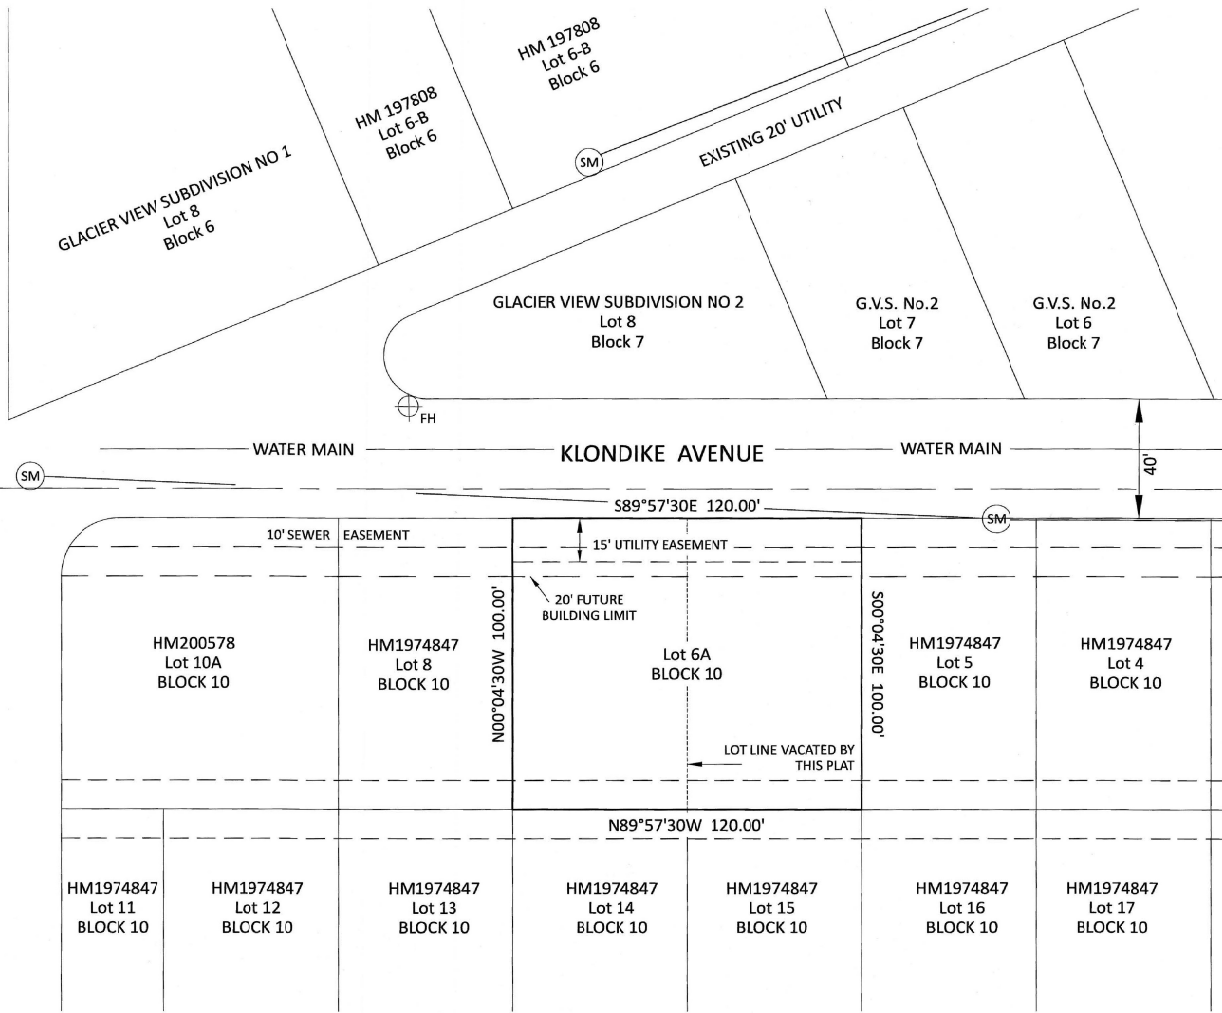 HM 197808
Lot 6-B
Block 6
HM 197808
Lot 6-B
Block 6
GLACIER VIEW SUBDIVISION NO 1
Lot 8
Block 6
SM
EXISTING 20' UTILITY
GLACIER VIEW SUBDIVISION NO 2
Lot 8
Block 7
G.V.S. No.2
Lot 7
Block 7
G.V.S. No.2
Lot 6
Block 7
FH
WATER MAIN
KLONDIKE AVENUE
WATER MAIN
40'
SM
S89°57'30E 120.00'
SM
10' SEWER EASEMENT
15' UTILITY EASEMENT
20' FUTURE
BUILDING LIMIT
N00°04'30W 100.00'
S00°04'30E 100.00'
HM200578
Lot 10A
BLOCK 10
HM1974847
Lot 8
BLOCK 10
Lot 6A
BLOCK 10
HM1974847
Lot 5
BLOCK 10
HM1974847
Lot 4
BLOCK 10
LOT LINE VACATED BY
THIS PLAT
N89°57'30W 120.00'
HM1974847
Lot 11
BLOCK 10
HM1974847
Lot 12
BLOCK 10
HM1974847
Lot 13
BLOCK 10
HM1974847
Lot 14
BLOCK 10
HM1974847
Lot 15
BLOCK 10
HM1974847
Lot 16
BLOCK 10
HM1974847
Lot 17
BLOCK 10